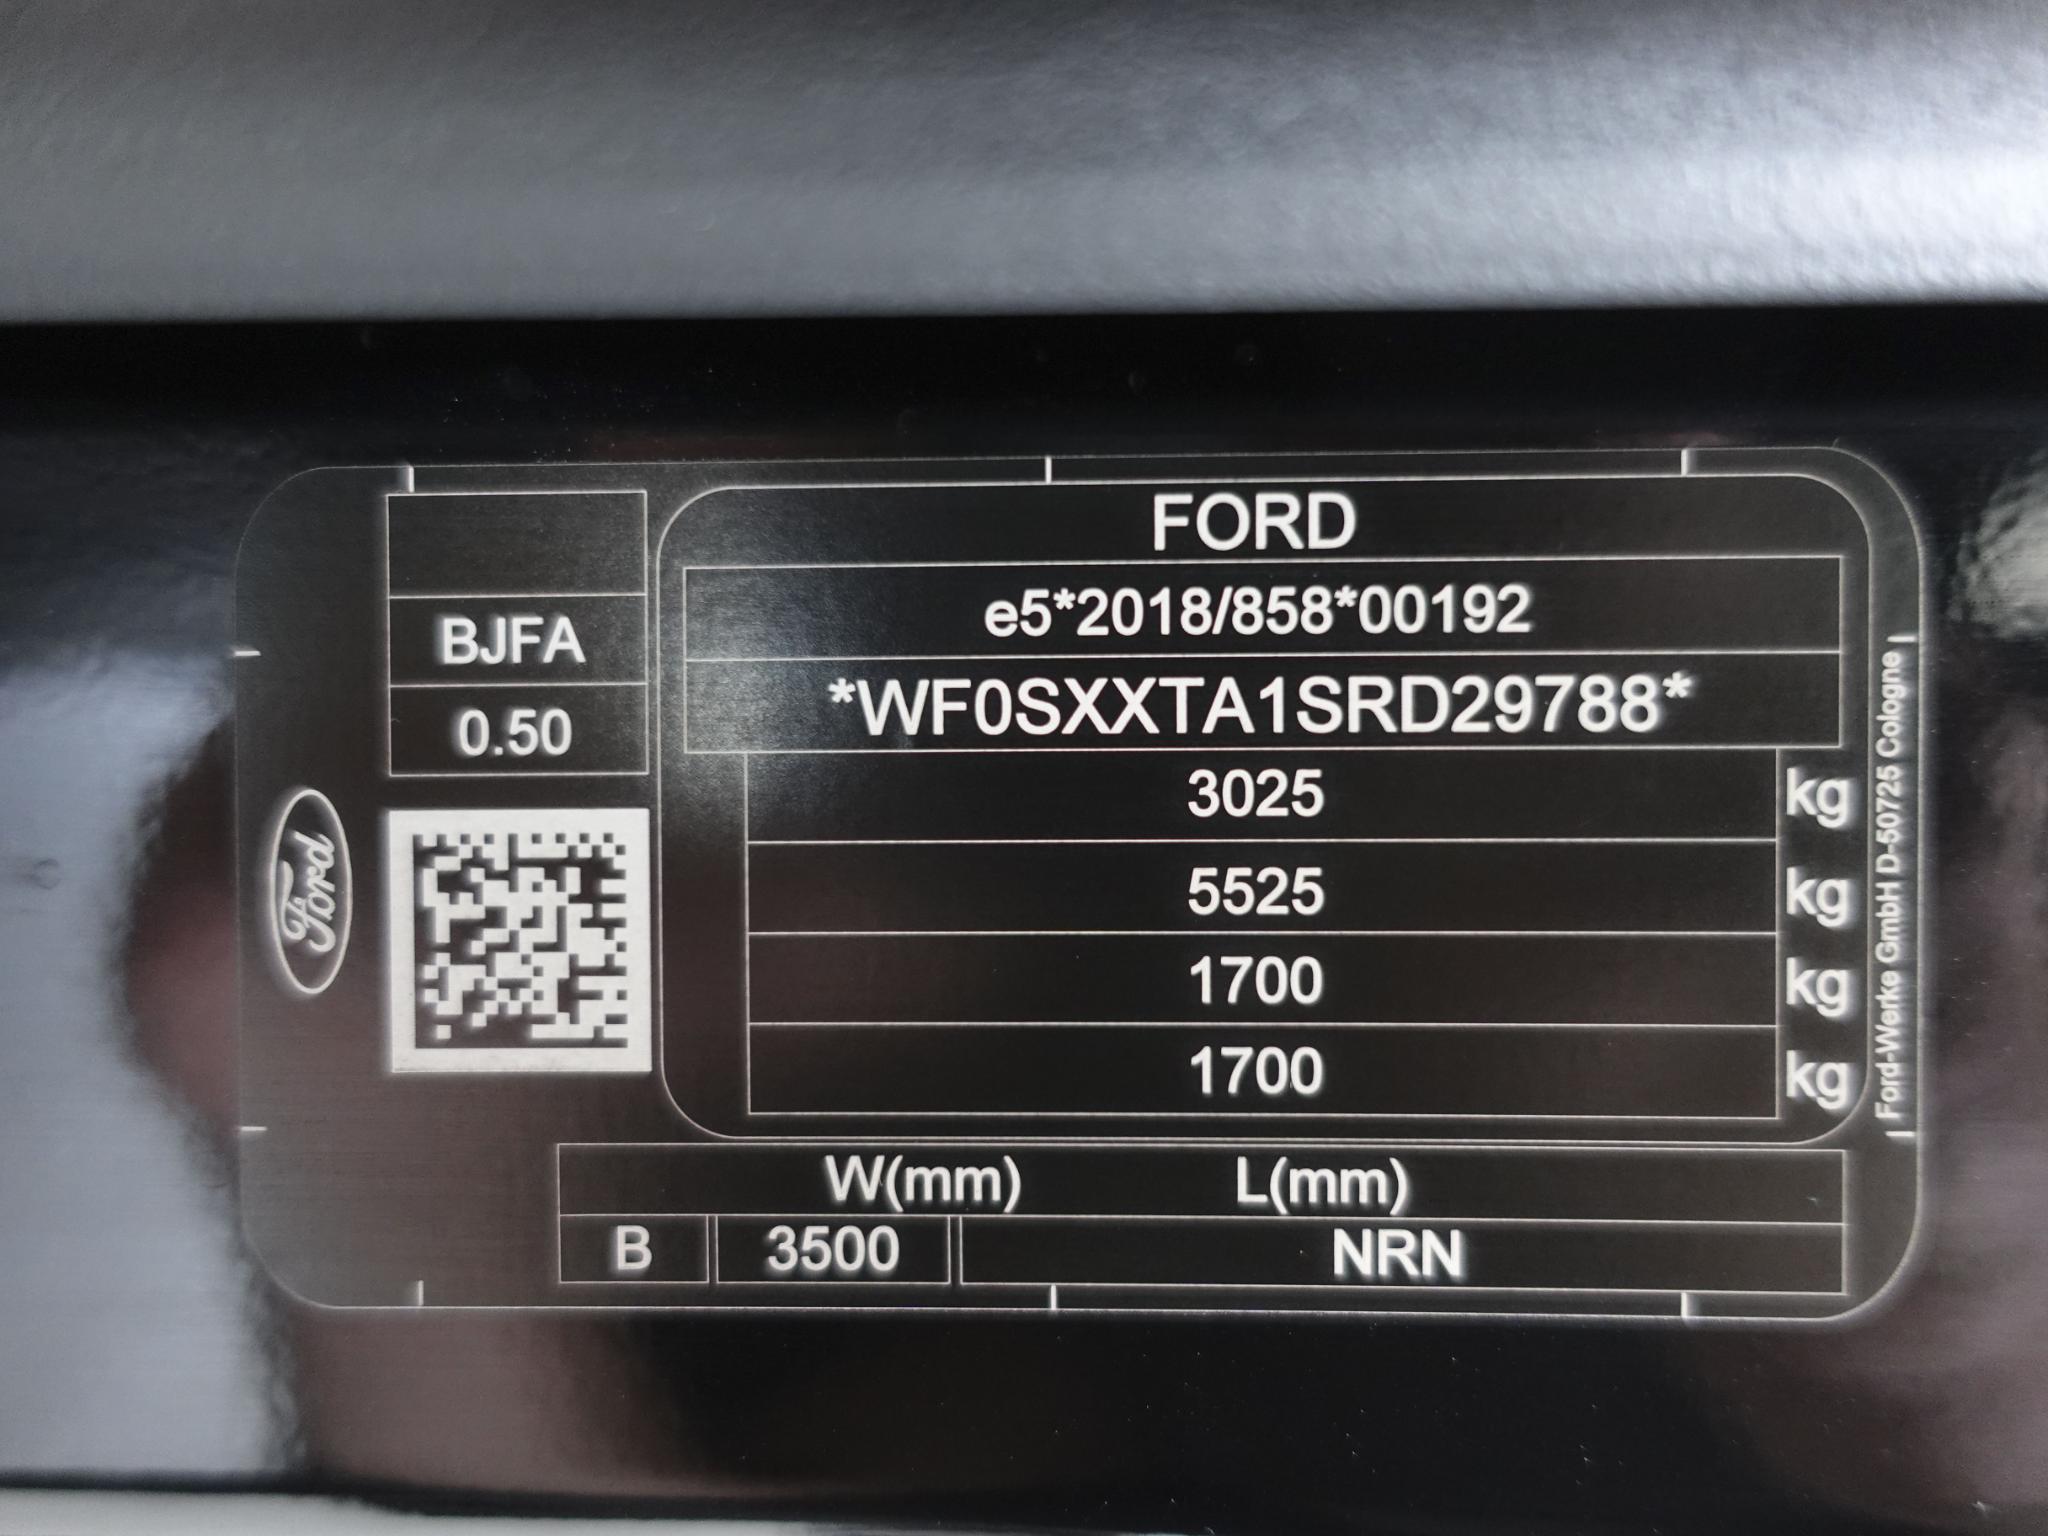 FORD
e5*2018/858*00192
*WF0SXXTA1SRD29788*
BJFA
0.50
3025 kg
5525 kg
1700 kg
1700 kg
Ford
Ford-Werke GmbH D-50725 Cologne
W(mm) L(mm)
B 3500 NRN